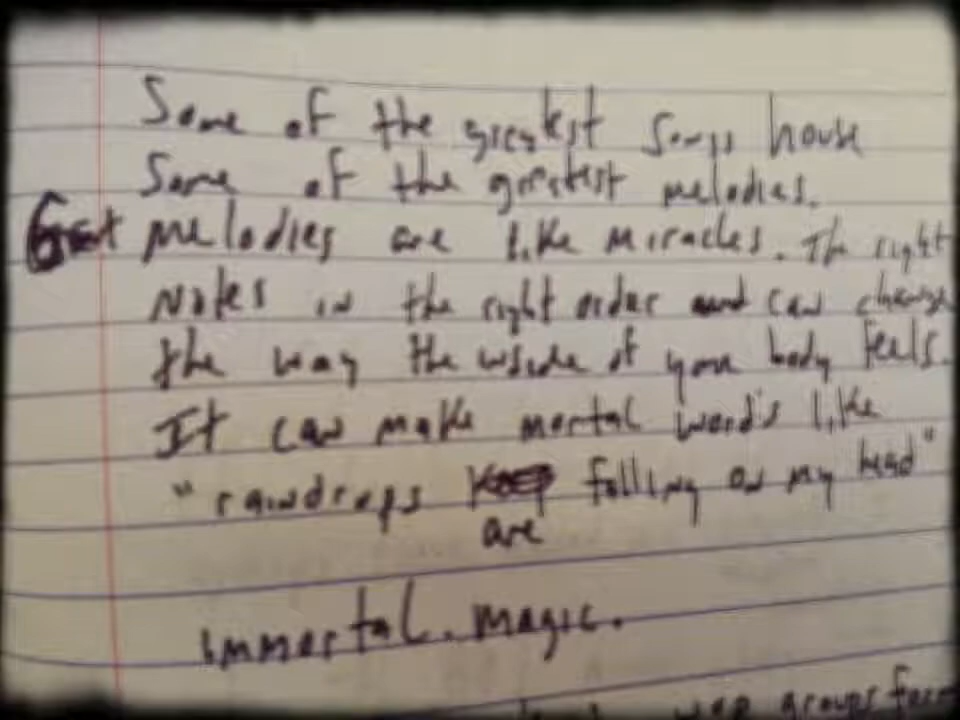 Some of the greatest songs house
Some of the greatest melodies.
Great melodies are like miracles. The right
notes in the right order and can change
the way the whole of your body feels.
It can make mortal words like
"raindrops keep falling on my head"
are
immortal. magic.
groups form